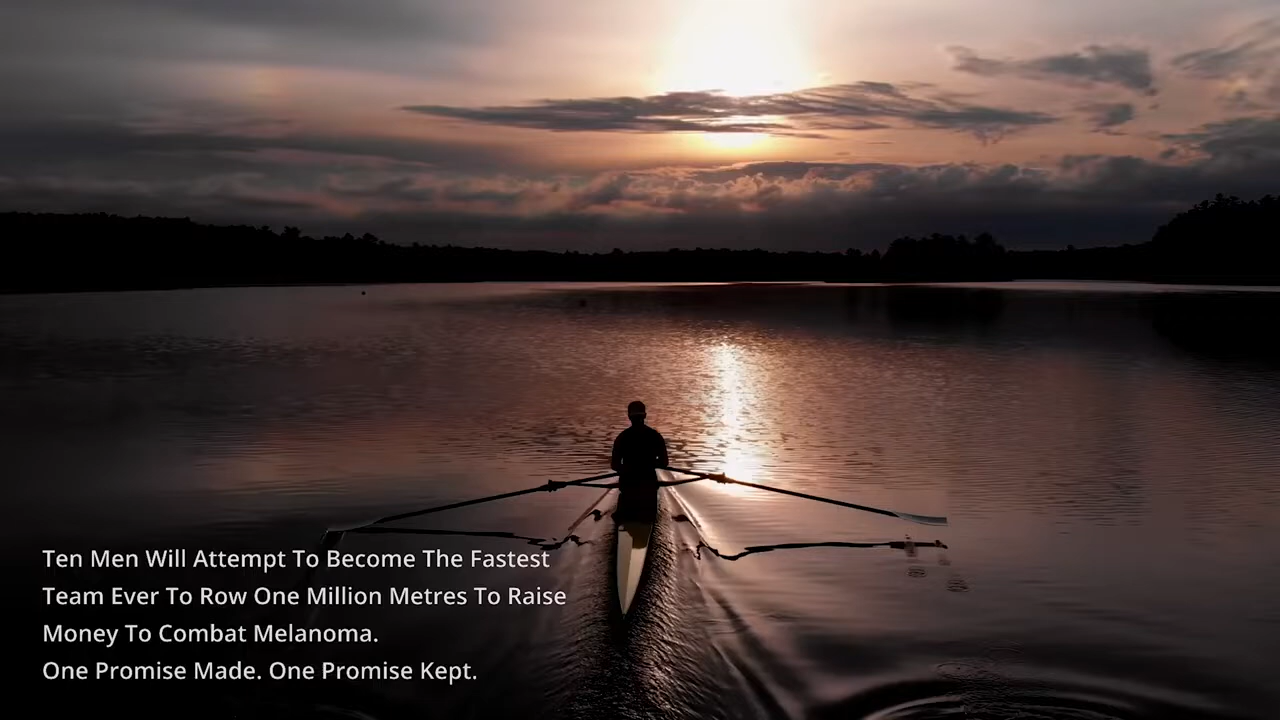 Ten Men Will Attempt To Become The Fastest
Team Ever To Row One Million Metres To Raise
Money To Combat Melanoma.
One Promise Made. One Promise Kept.